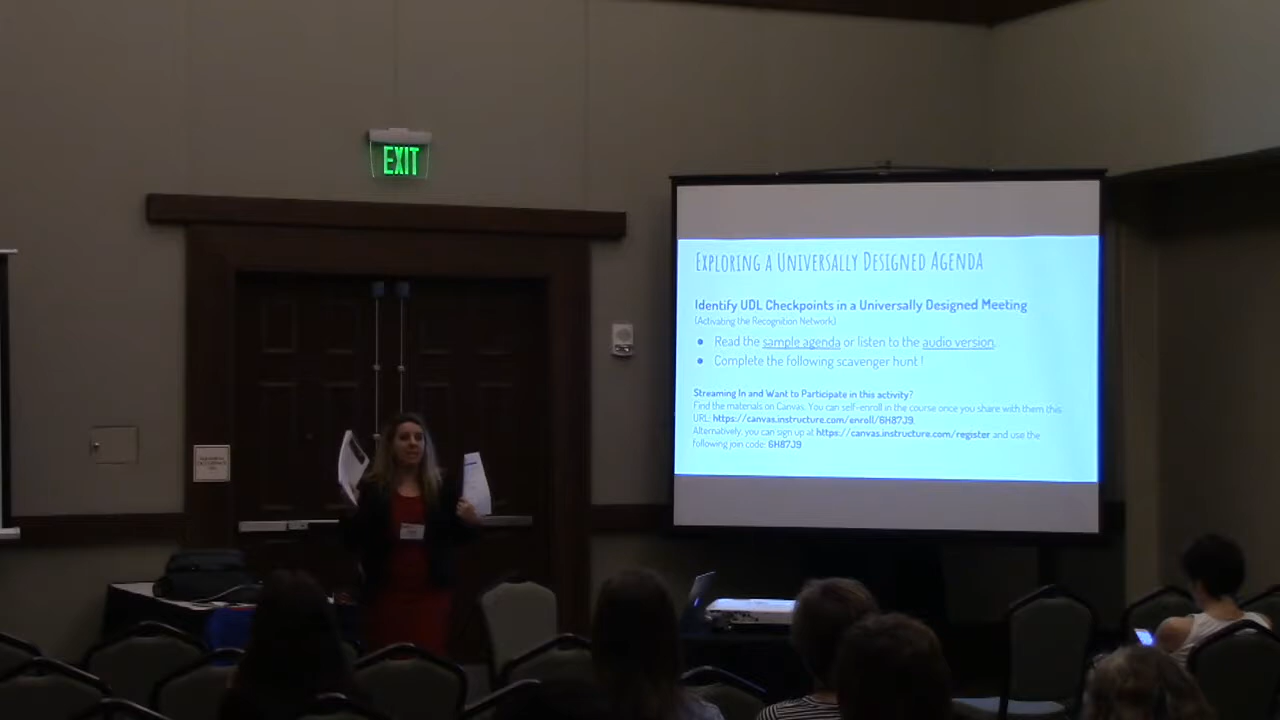 EXIT
EXPLORING A UNIVERSALLY DESIGNED AGENDA
Identify UDL Checkpoints in a Universally Designed Meeting
(Activating the Recognition Network)
● Read the sample agenda or listen to the audio version.
● Complete the following scavenger hunt !
Streaming In and Want to Participate in this activity?
Find the materials on Canvas. You can self-enroll in the course once you share with them this
URL: https://canvas.instructure.com/enroll/6H87J9.
Alternatively, you can sign up at https://canvas.instructure.com/register and use the
following join code: 6H87J9